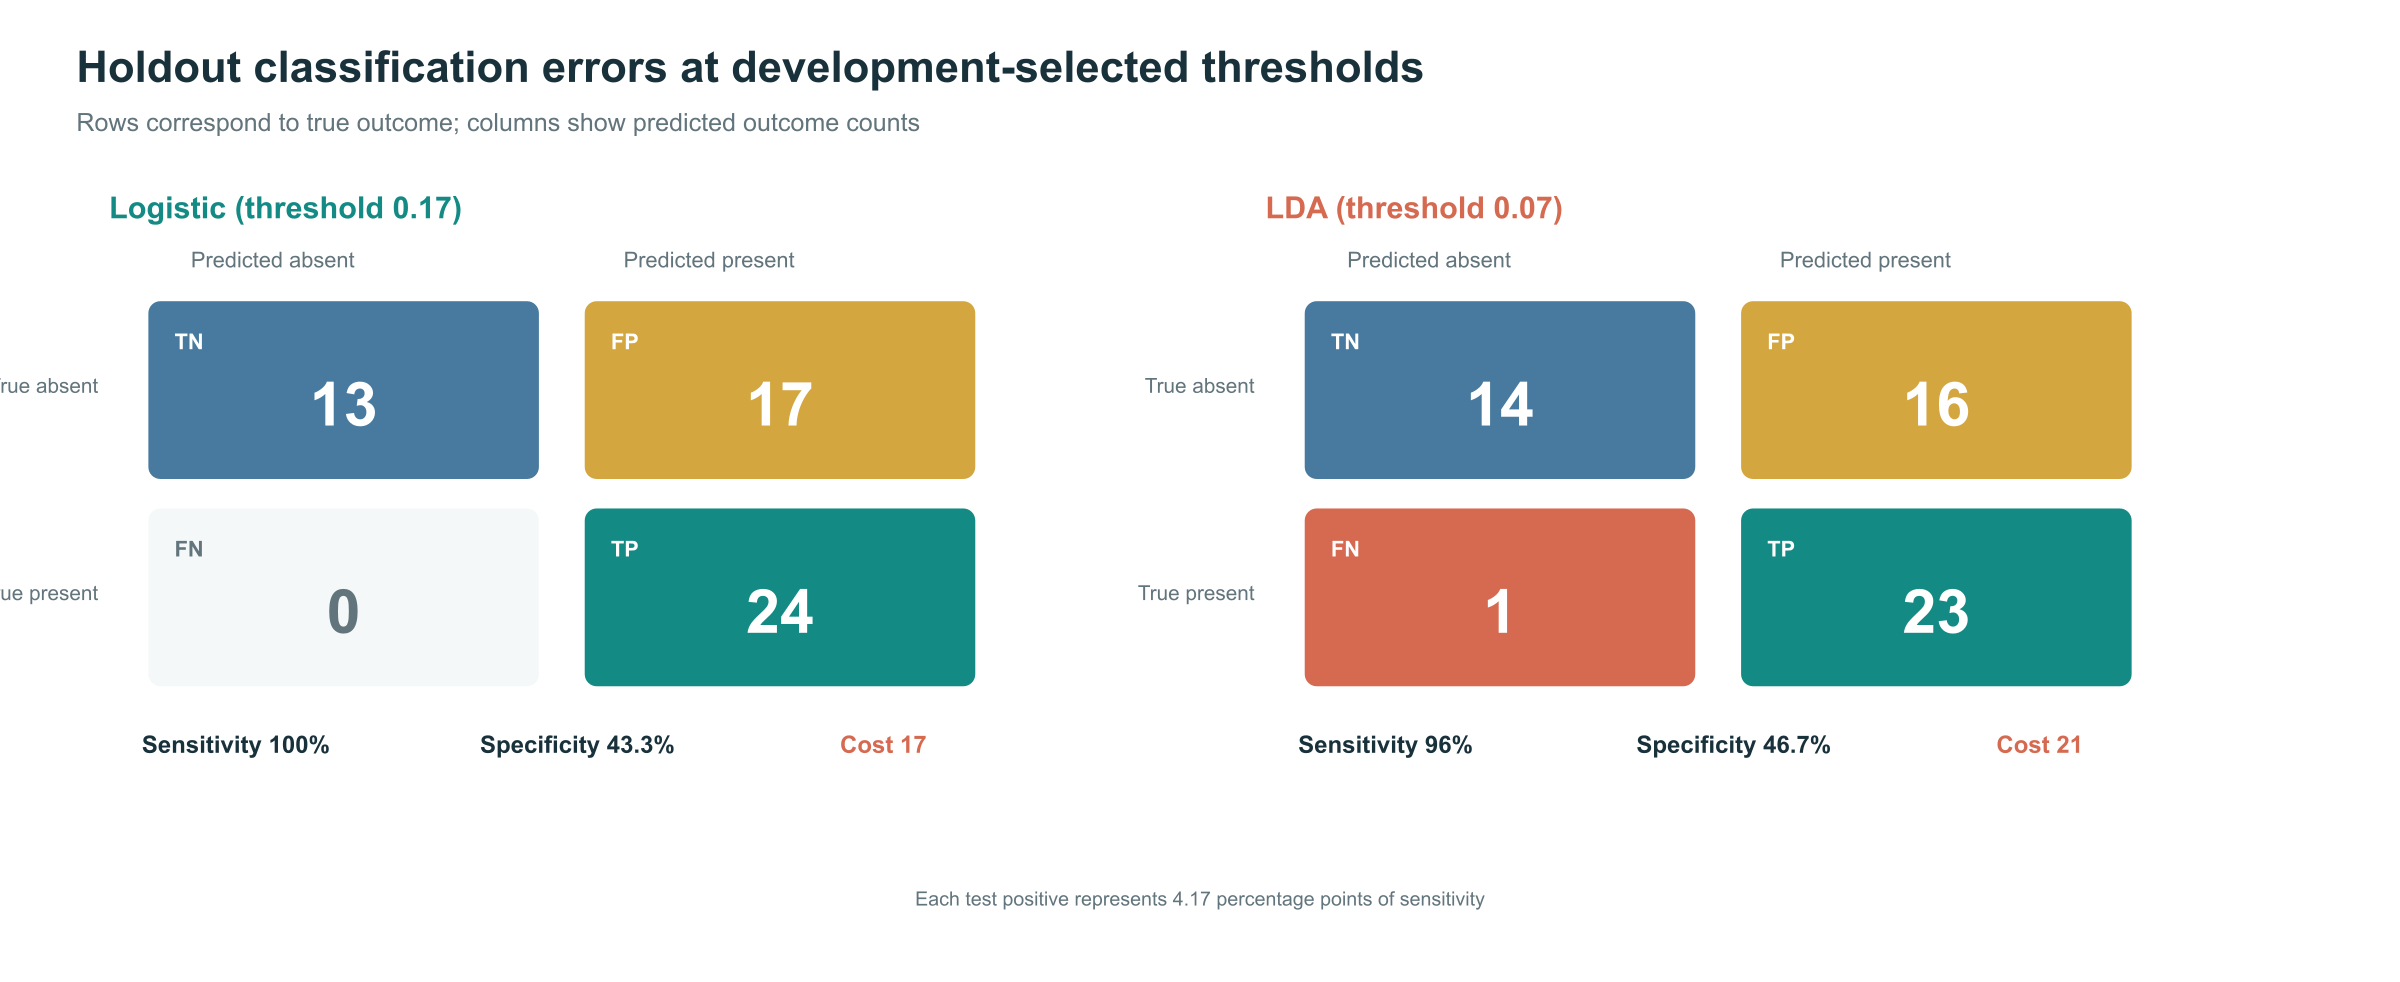 Holdout classification errors at development-selected thresholds
Rows correspond to true outcome; columns show predicted outcome counts
Logistic (threshold 0.17)
Predicted absent
Predicted present
rue absent
TN
13
FP
17
ue present
FN
0
TP
24
Sensitivity 100%
Specificity 43.3%
Cost 17
LDA (threshold 0.07)
Predicted absent
Predicted present
True absent
TN
14
FP
16
True present
FN
1
TP
23
Sensitivity 96%
Specificity 46.7%
Cost 21
Each test positive represents 4.17 percentage points of sensitivity